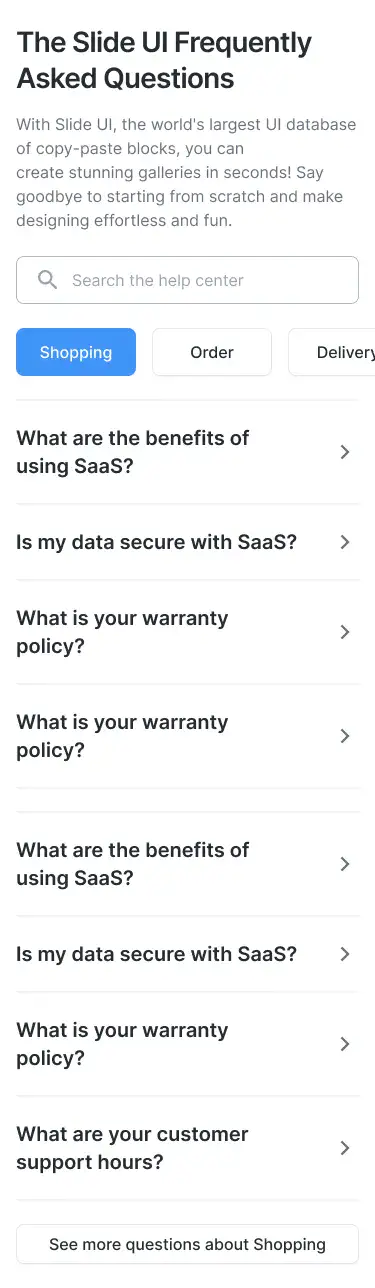 The Slide UI Frequently
Asked Questions
With Slide UI, the world's largest UI database
of copy-paste blocks, you can
create stunning galleries in seconds! Say
goodbye to starting from scratch and make
designing effortless and fun.
Search the help center
Shopping Order Delivery
What are the benefits of
using SaaS?
Is my data secure with SaaS?
What is your warranty
policy?
What is your warranty
policy?
What are the benefits of
using SaaS?
Is my data secure with SaaS?
What is your warranty
policy?
What are your customer
support hours?
See more questions about Shopping